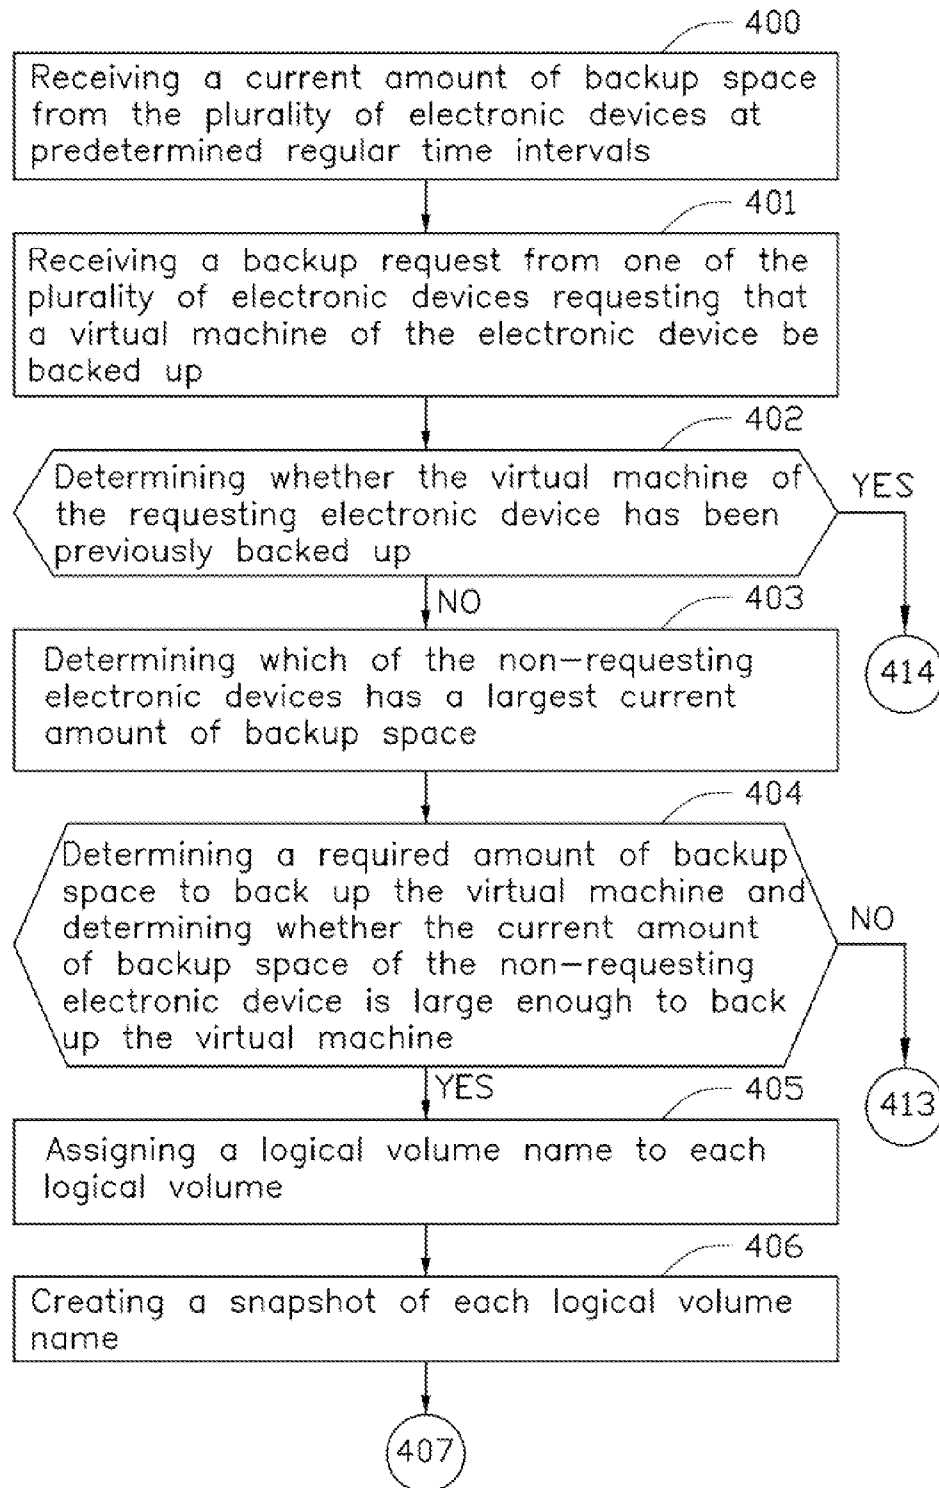 400
Receiving a current amount of backup space
from the plurality of electronic devices at
predetermined regular time intervals
401
Receiving a backup request from one of the
plurality of electronic devices requesting that
a virtual machine of the electronic device be
backed up
402
Determining whether the virtual machine of
the requesting electronic device has been
previously backed up
YES
NO
403
Determining which of the non-requesting
electronic devices has a largest current
amount of backup space
414
404
Determining a required amount of backup
space to back up the virtual machine and
determining whether the current amount
of backup space of the non-requesting
electronic device is large enough to back
up the virtual machine
NO
YES
413
405
Assigning a logical volume name to each
logical volume
406
Creating a snapshot of each logical volume
name
407